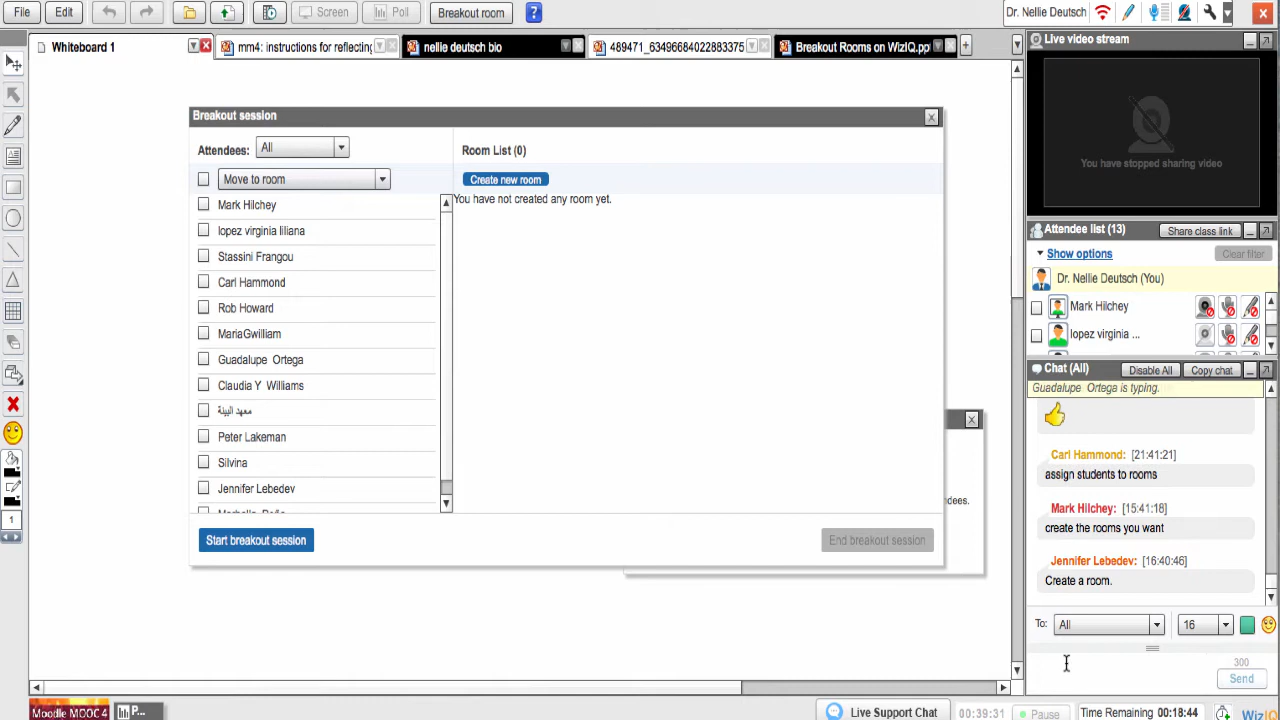 File
Edit
Screen
Poll
Breakout room
?
Dr. Nellie Deutsch
Whiteboard 1
mm4: instructions for reflecting
nellie deutsch bio
489471_63496684022883375
Breakout Rooms on WizIQ.ppt
Live video stream
You have stopped sharing video
Breakout session
Attendees: All
Room List (0)
Move to room
Create new room
You have not created any room yet.
Mark Hilchey
lopez virginia liliana
Stassini Frangou
Carl Hammond
Rob Howard
MariaGwilliam
Guadalupe Ortega
Claudia Y Williams
معهد البينة
Peter Lakeman
Silvina
Jennifer Lebedev
Start breakout session
End breakout session
dees.
Attendee list (13)
Share class link
Show options
Clear filter
Dr. Nellie Deutsch (You)
Mark Hilchey
lopez virginia ...
Chat (All)
Disable All
Copy chat
Guadalupe Ortega is typing.
Carl Hammond: [21:41:21]
assign students to rooms
Mark Hilchey: [15:41:18]
create the rooms you want
Jennifer Lebedev: [16:40:46]
Create a room.
To: All
16
300
Send
1
Moodle MOOC 4
P...
Live Support Chat
00:39:31
Pause
Time Remaining 00:18:44
WizIQ